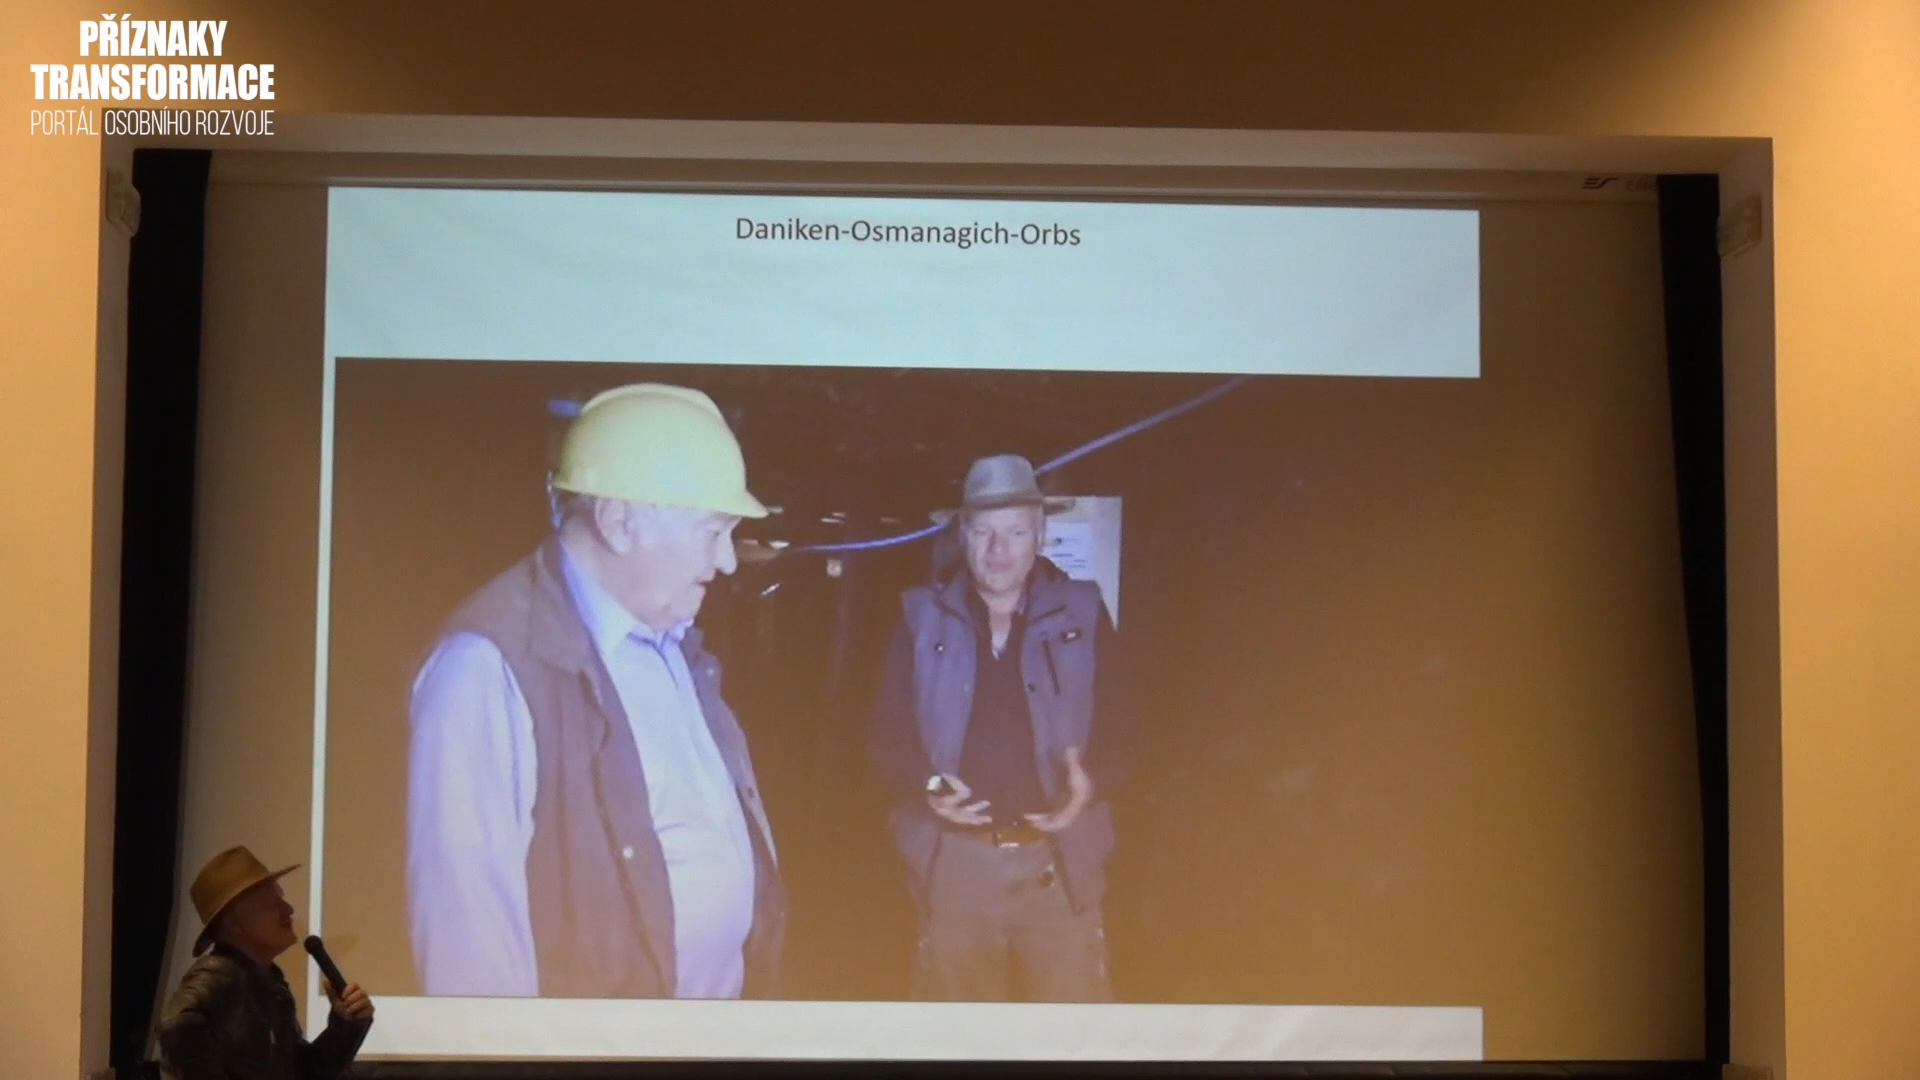 PŘÍZNAKY
TRANSFORMACE
PORTÁL OSOBNÍHO ROZVOJE
Daniken-Osmanagich-Orbs